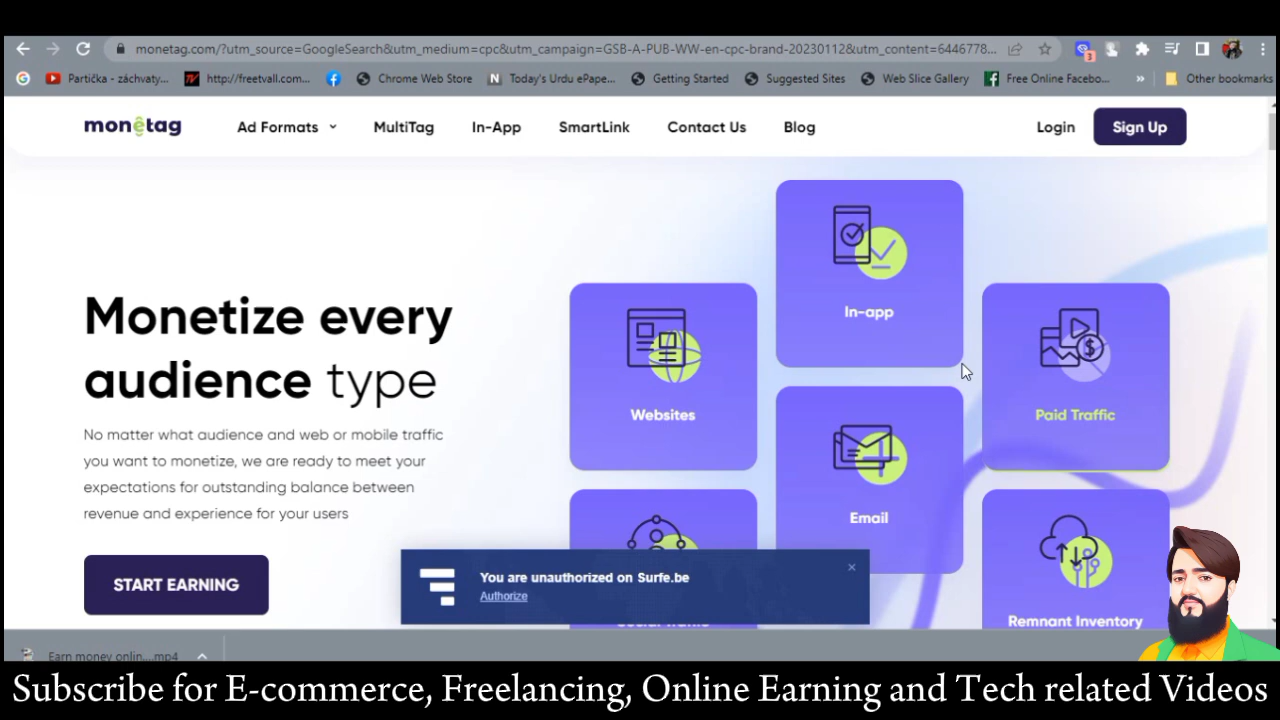 monetag.com/?utm_source=GoogleSearch&utm_medium=cpc&utm_campaign=GSB-A-PUB-WW-en-cpc-brand-20230112&utm_content=6446778...
3
Partička - záchvaty... http://freetvall.com... Chrome Web Store Today's Urdu ePape... Getting Started Suggested Sites Web Slice Gallery Free Online Facebo... » Other bookmarks
monetag Ad Formats MultiTag In-App SmartLink Contact Us Blog Login Sign Up
In-app
Monetize every
audience type
Websites
Paid Traffic
No matter what audience and web or mobile traffic
you want to monetize, we are ready to meet your
expectations for outstanding balance between
revenue and experience for your users
Email
START EARNING
You are unauthorized on Surfe.be
Authorize
Social Traffic
Remnant Inventory
Earn money onlin....mp4
Subscribe for E-commerce, Freelancing, Online Earning and Tech related Videos